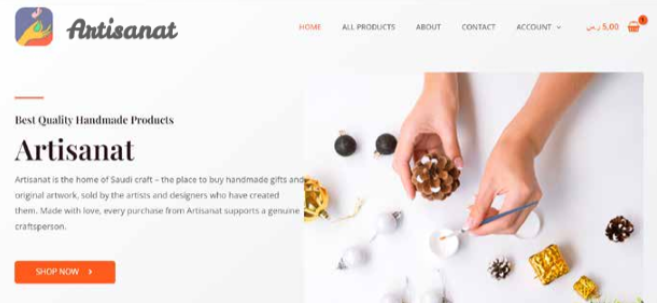 Artisanat
HOME
ALL PRODUCTS
ABOUT
CONTACT
ACCOUNT
ر.س 5,00
1
Best Quality Handmade Products
Artisanat
Artisanat is the home of Saudi craft – the place to buy handmade gifts and
original artwork, sold by the artists and designers who have created
them. Made with love, every purchase from Artisanat supports a genuine
craftsperson.
SHOP NOW